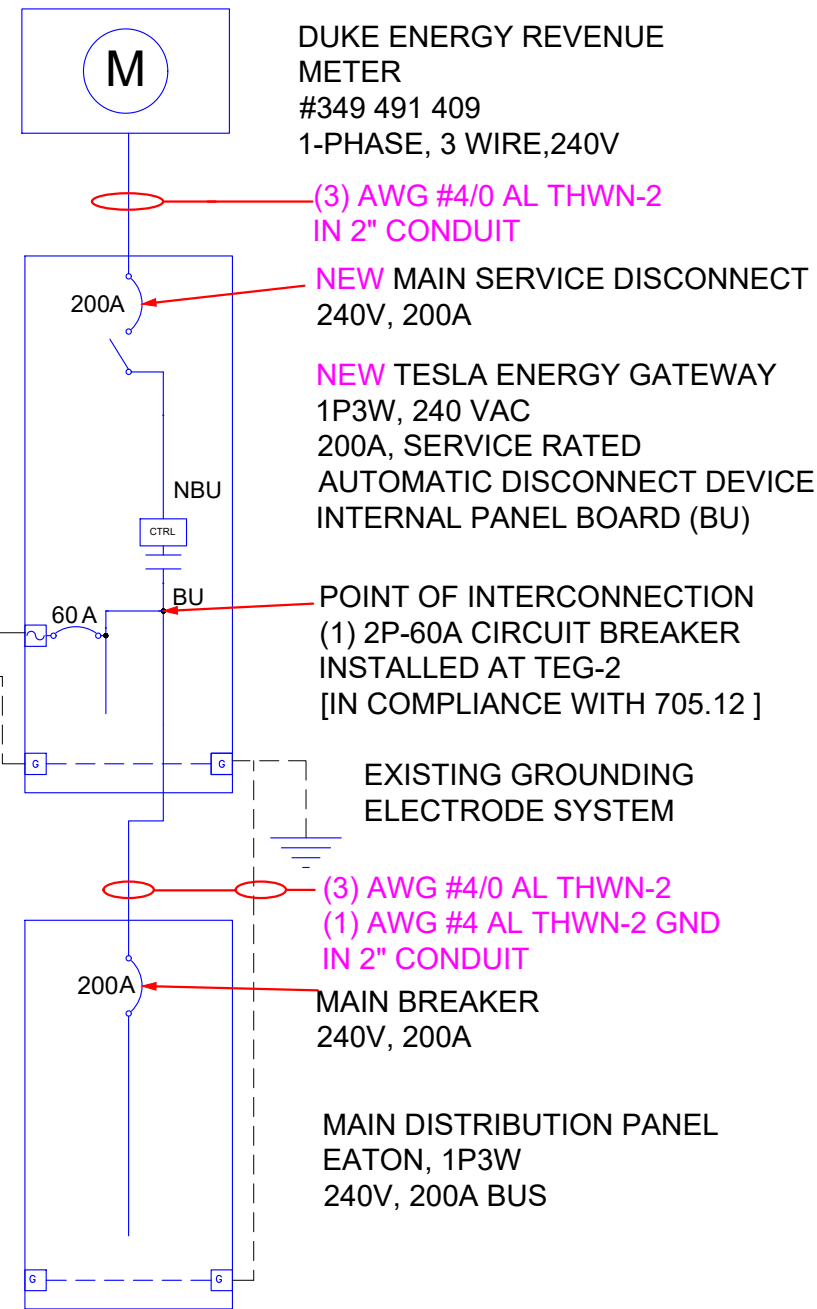 M
DUKE ENERGY REVENUE
METER
#349 491 409
1-PHASE, 3 WIRE,240V
(3) AWG #4/0 AL THWN-2
IN 2" CONDUIT
200A
NEW MAIN SERVICE DISCONNECT
240V, 200A
NEW TESLA ENERGY GATEWAY
1P3W, 240 VAC
200A, SERVICE RATED
AUTOMATIC DISCONNECT DEVICE
INTERNAL PANEL BOARD (BU)
NBU
CTRL
BU
60 A
POINT OF INTERCONNECTION
(1) 2P-60A CIRCUIT BREAKER
INSTALLED AT TEG-2
[IN COMPLIANCE WITH 705.12 ]
G
G
EXISTING GROUNDING
ELECTRODE SYSTEM
(3) AWG #4/0 AL THWN-2
(1) AWG #4 AL THWN-2 GND
IN 2" CONDUIT
200A
MAIN BREAKER
240V, 200A
MAIN DISTRIBUTION PANEL
EATON, 1P3W
240V, 200A BUS
G
G